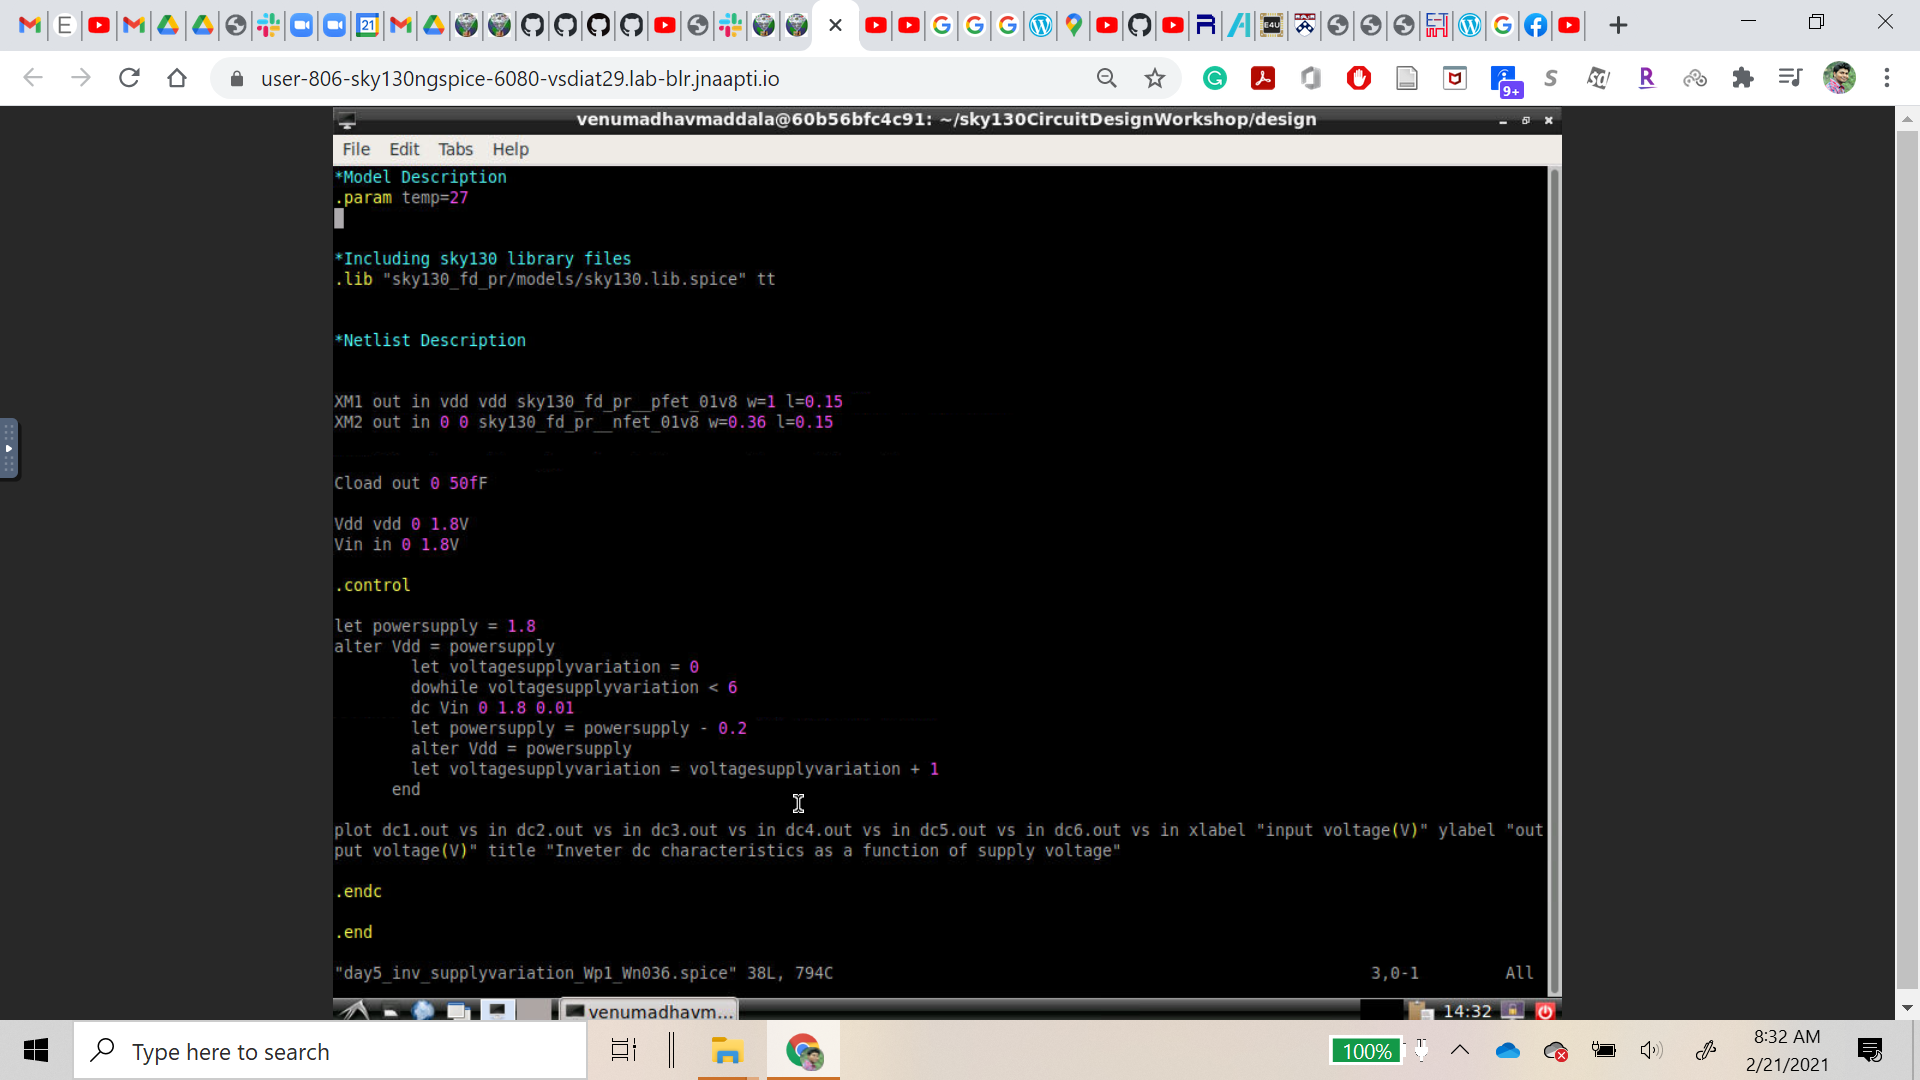 user-806-sky130ngspice-6080-vsdiat29.lab-blr.jnaapti.io
9+
venumadhavmaddala@60b56bfc4c91: ~/sky130CircuitDesignWorkshop/design
File Edit Tabs Help
*Model Description
.param temp=27
*Including sky130 library files
.lib "sky130_fd_pr/models/sky130.lib.spice" tt
*Netlist Description
XM1 out in vdd vdd sky130_fd_pr__pfet_01v8 w=1 l=0.15
XM2 out in 0 0 sky130_fd_pr__nfet_01v8 w=0.36 l=0.15
Cload out 0 50fF
Vdd vdd 0 1.8V
Vin in 0 1.8V
.control
let powersupply = 1.8
alter Vdd = powersupply
let voltagesupplyvariation = 0
dowhile voltagesupplyvariation < 6
dc Vin 0 1.8 0.01
let powersupply = powersupply - 0.2
alter Vdd = powersupply
let voltagesupplyvariation = voltagesupplyvariation + 1
end
plot dc1.out vs in dc2.out vs in dc3.out vs in dc4.out vs in dc5.out vs in dc6.out vs in xlabel "input voltage(V)" ylabel "out
put voltage(V)" title "Inveter dc characteristics as a function of supply voltage"
.endc
.end
"day5_inv_supplyvariation_Wp1_Wn036.spice" 38L, 794C 3,0-1 All
venumadhavm... 14:32
Type here to search
100%
8:32 AM
2/21/2021